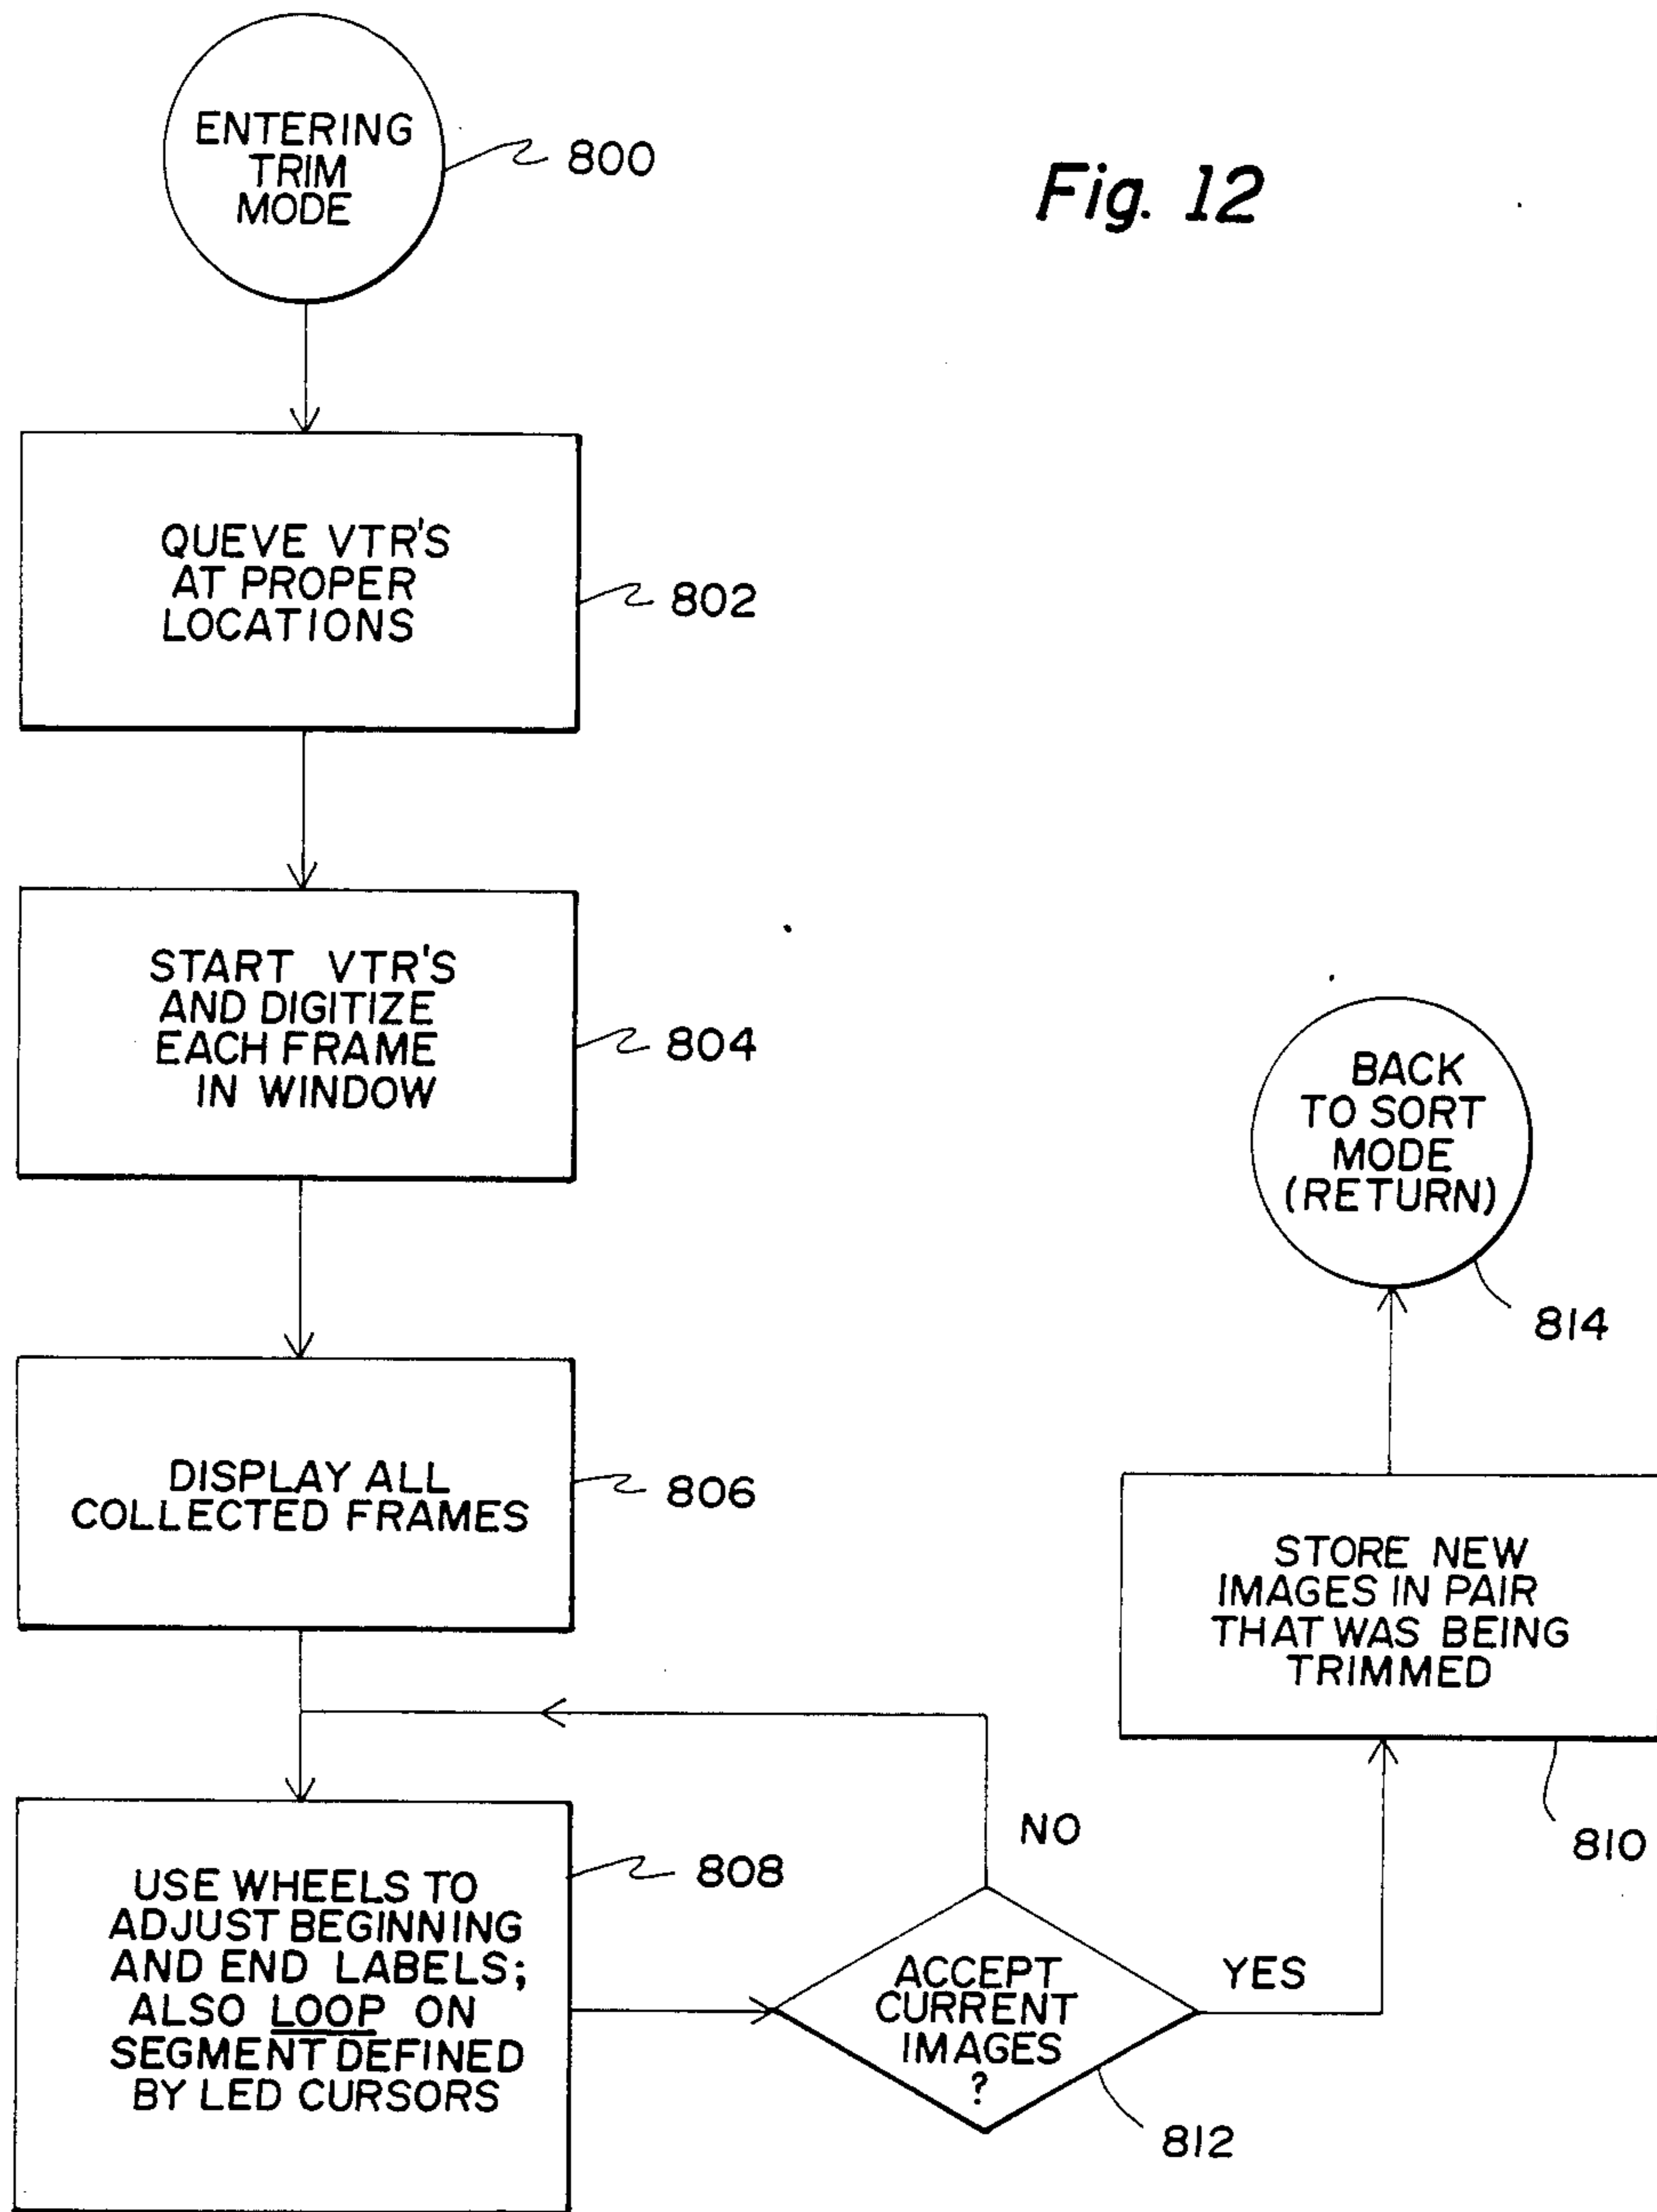 Fig. 12
ENTERING
TRIM
MODE
800
QUEVE VTR'S
AT PROPER
LOCATIONS
802
START VTR'S
AND DIGITIZE
EACH FRAME
IN WINDOW
804
DISPLAY ALL
COLLECTED FRAMES
806
USE WHEELS TO
ADJUST BEGINNING
AND END LABELS;
ALSO LOOP ON
SEGMENT DEFINED
BY LED CURSORS
808
NO
ACCEPT
CURRENT
IMAGES
?
812
YES
STORE NEW
IMAGES IN PAIR
THAT WAS BEING
TRIMMED
810
BACK
TO SORT
MODE
(RETURN)
814